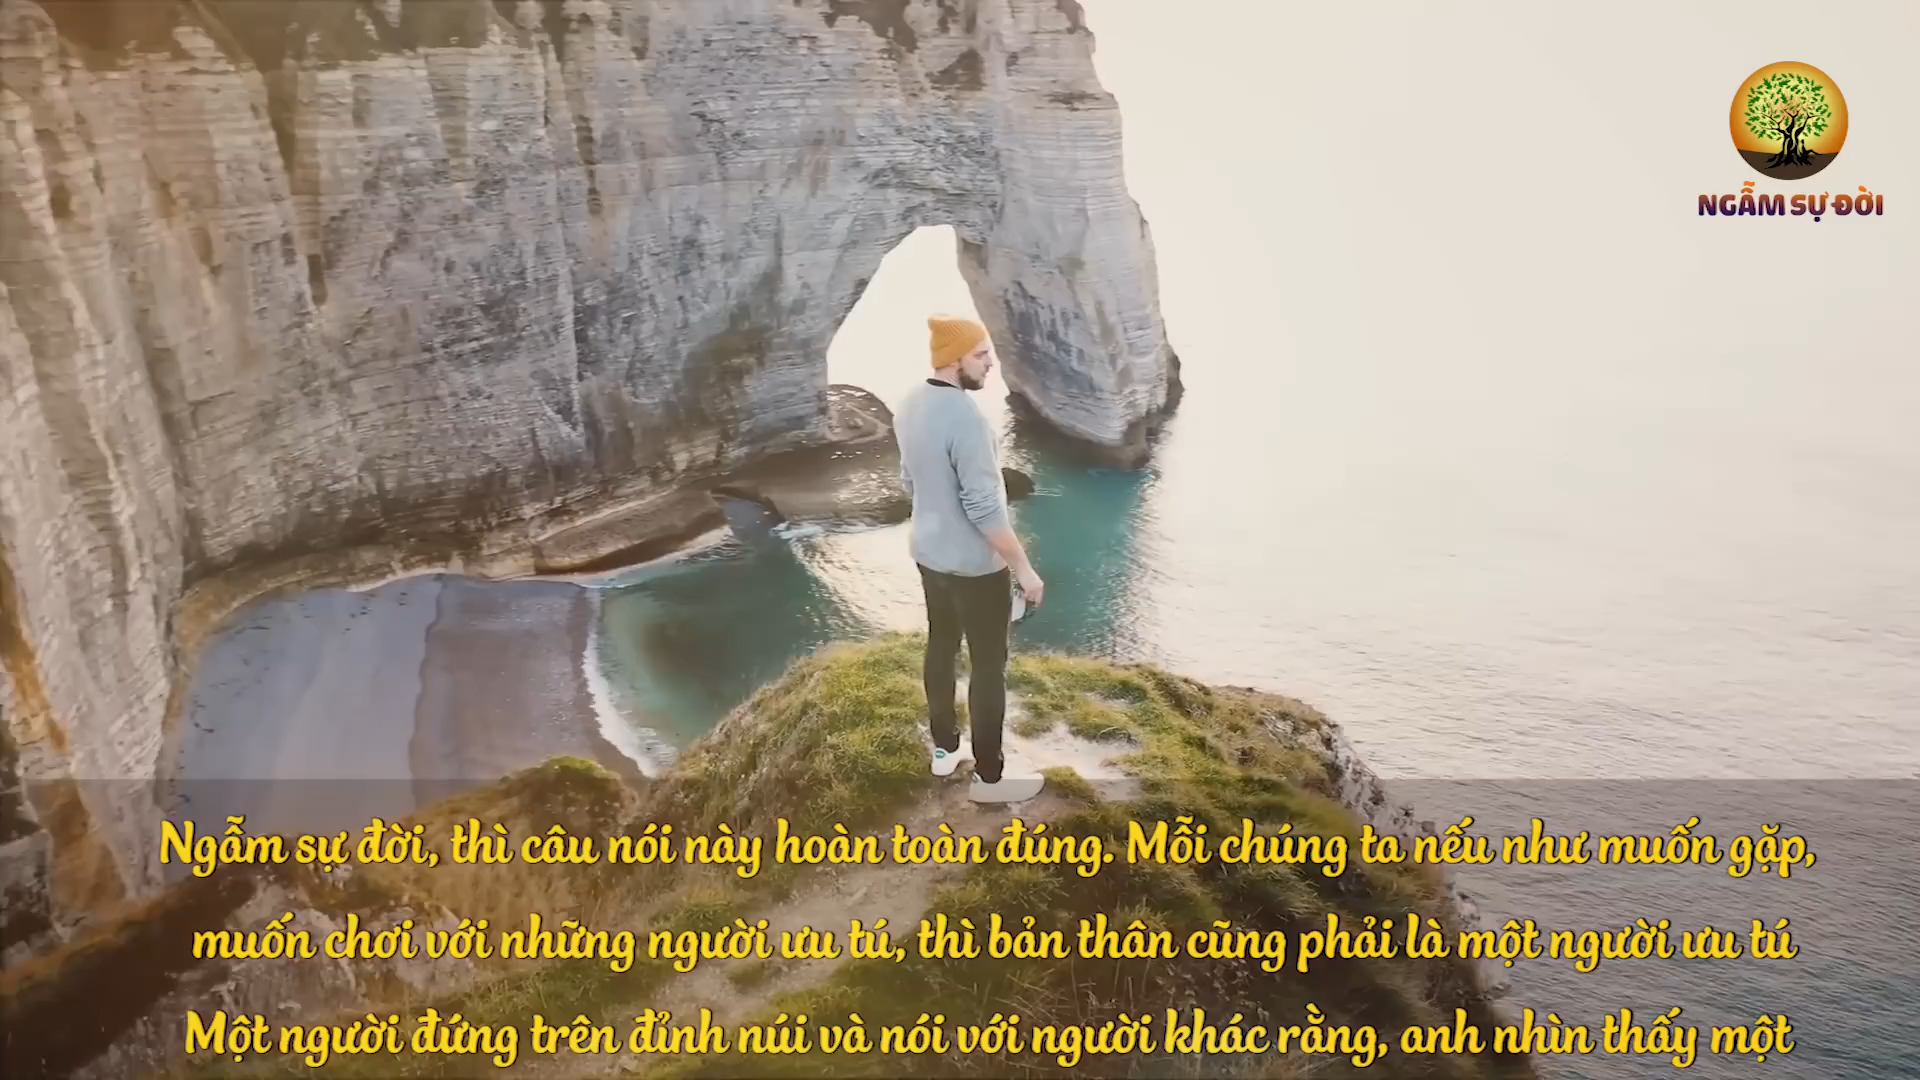 NGẪM SỰ ĐỜI
Ngẫm sự đời, thì câu nói này hoàn toàn đúng. Mỗi chúng ta nếu như muốn gặp,
muốn chơi với những người ưu tú, thì bản thân cũng phải là một người ưu tú
Một người đứng trên đỉnh núi và nói với người khác rằng, anh nhìn thấy một